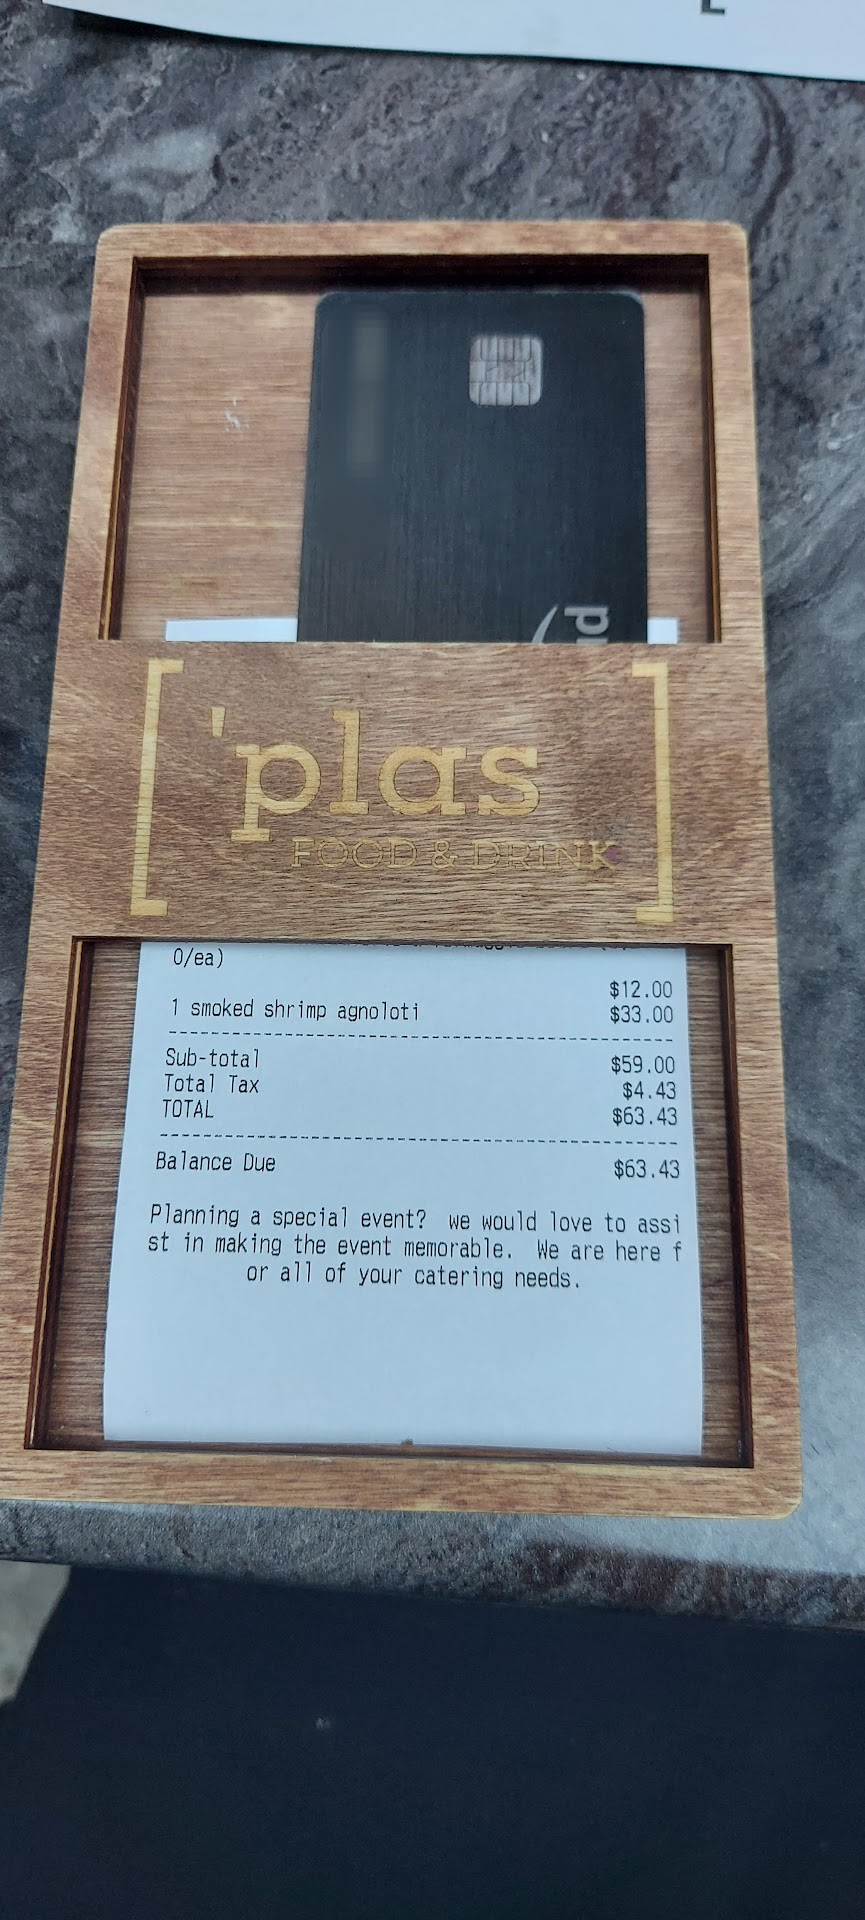 'plas
FOOD & DRINK
0/ea)
$12.00
1 smoked shrimp agnoloti $33.00
Sub-total $59.00
Total Tax $4.43
TOTAL $63.43
Balance Due $63.43
Planning a special event? we would love to assi
st in making the event memorable. We are here f
or all of your catering needs.